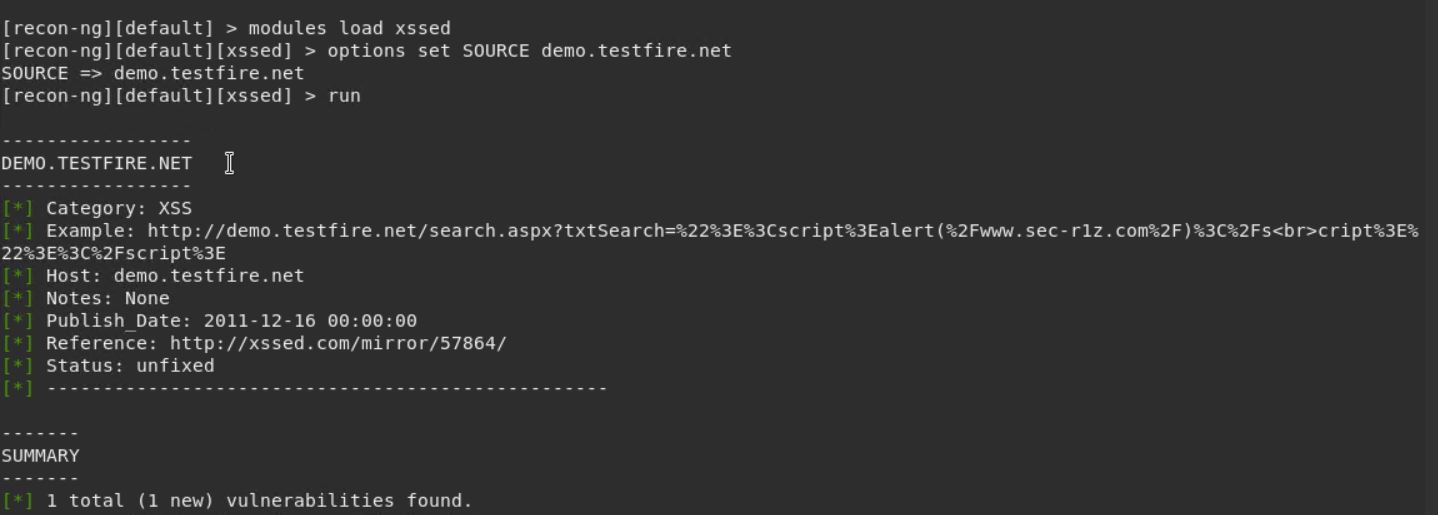 [recon-ng][default] > modules load xssed
[recon-ng][default][xssed] > options set SOURCE demo.testfire.net
SOURCE => demo.testfire.net
[recon-ng][default][xssed] > run
-----------------
DEMO.TESTFIRE.NET
-----------------
[*] Category: XSS
[*] Example: http://demo.testfire.net/search.aspx?txtSearch=%22%3E%3Cscript%3Ealert(%2Fwww.sec-r1z.com%2F)%3C%2Fs<br>cript%3E%
22%3E%3C%2Fscript%3E
[*] Host: demo.testfire.net
[*] Notes: None
[*] Publish_Date: 2011-12-16 00:00:00
[*] Reference: http://xssed.com/mirror/57864/
[*] Status: unfixed
[*] --------------------------------------------------
-------
SUMMARY
-------
[*] 1 total (1 new) vulnerabilities found.